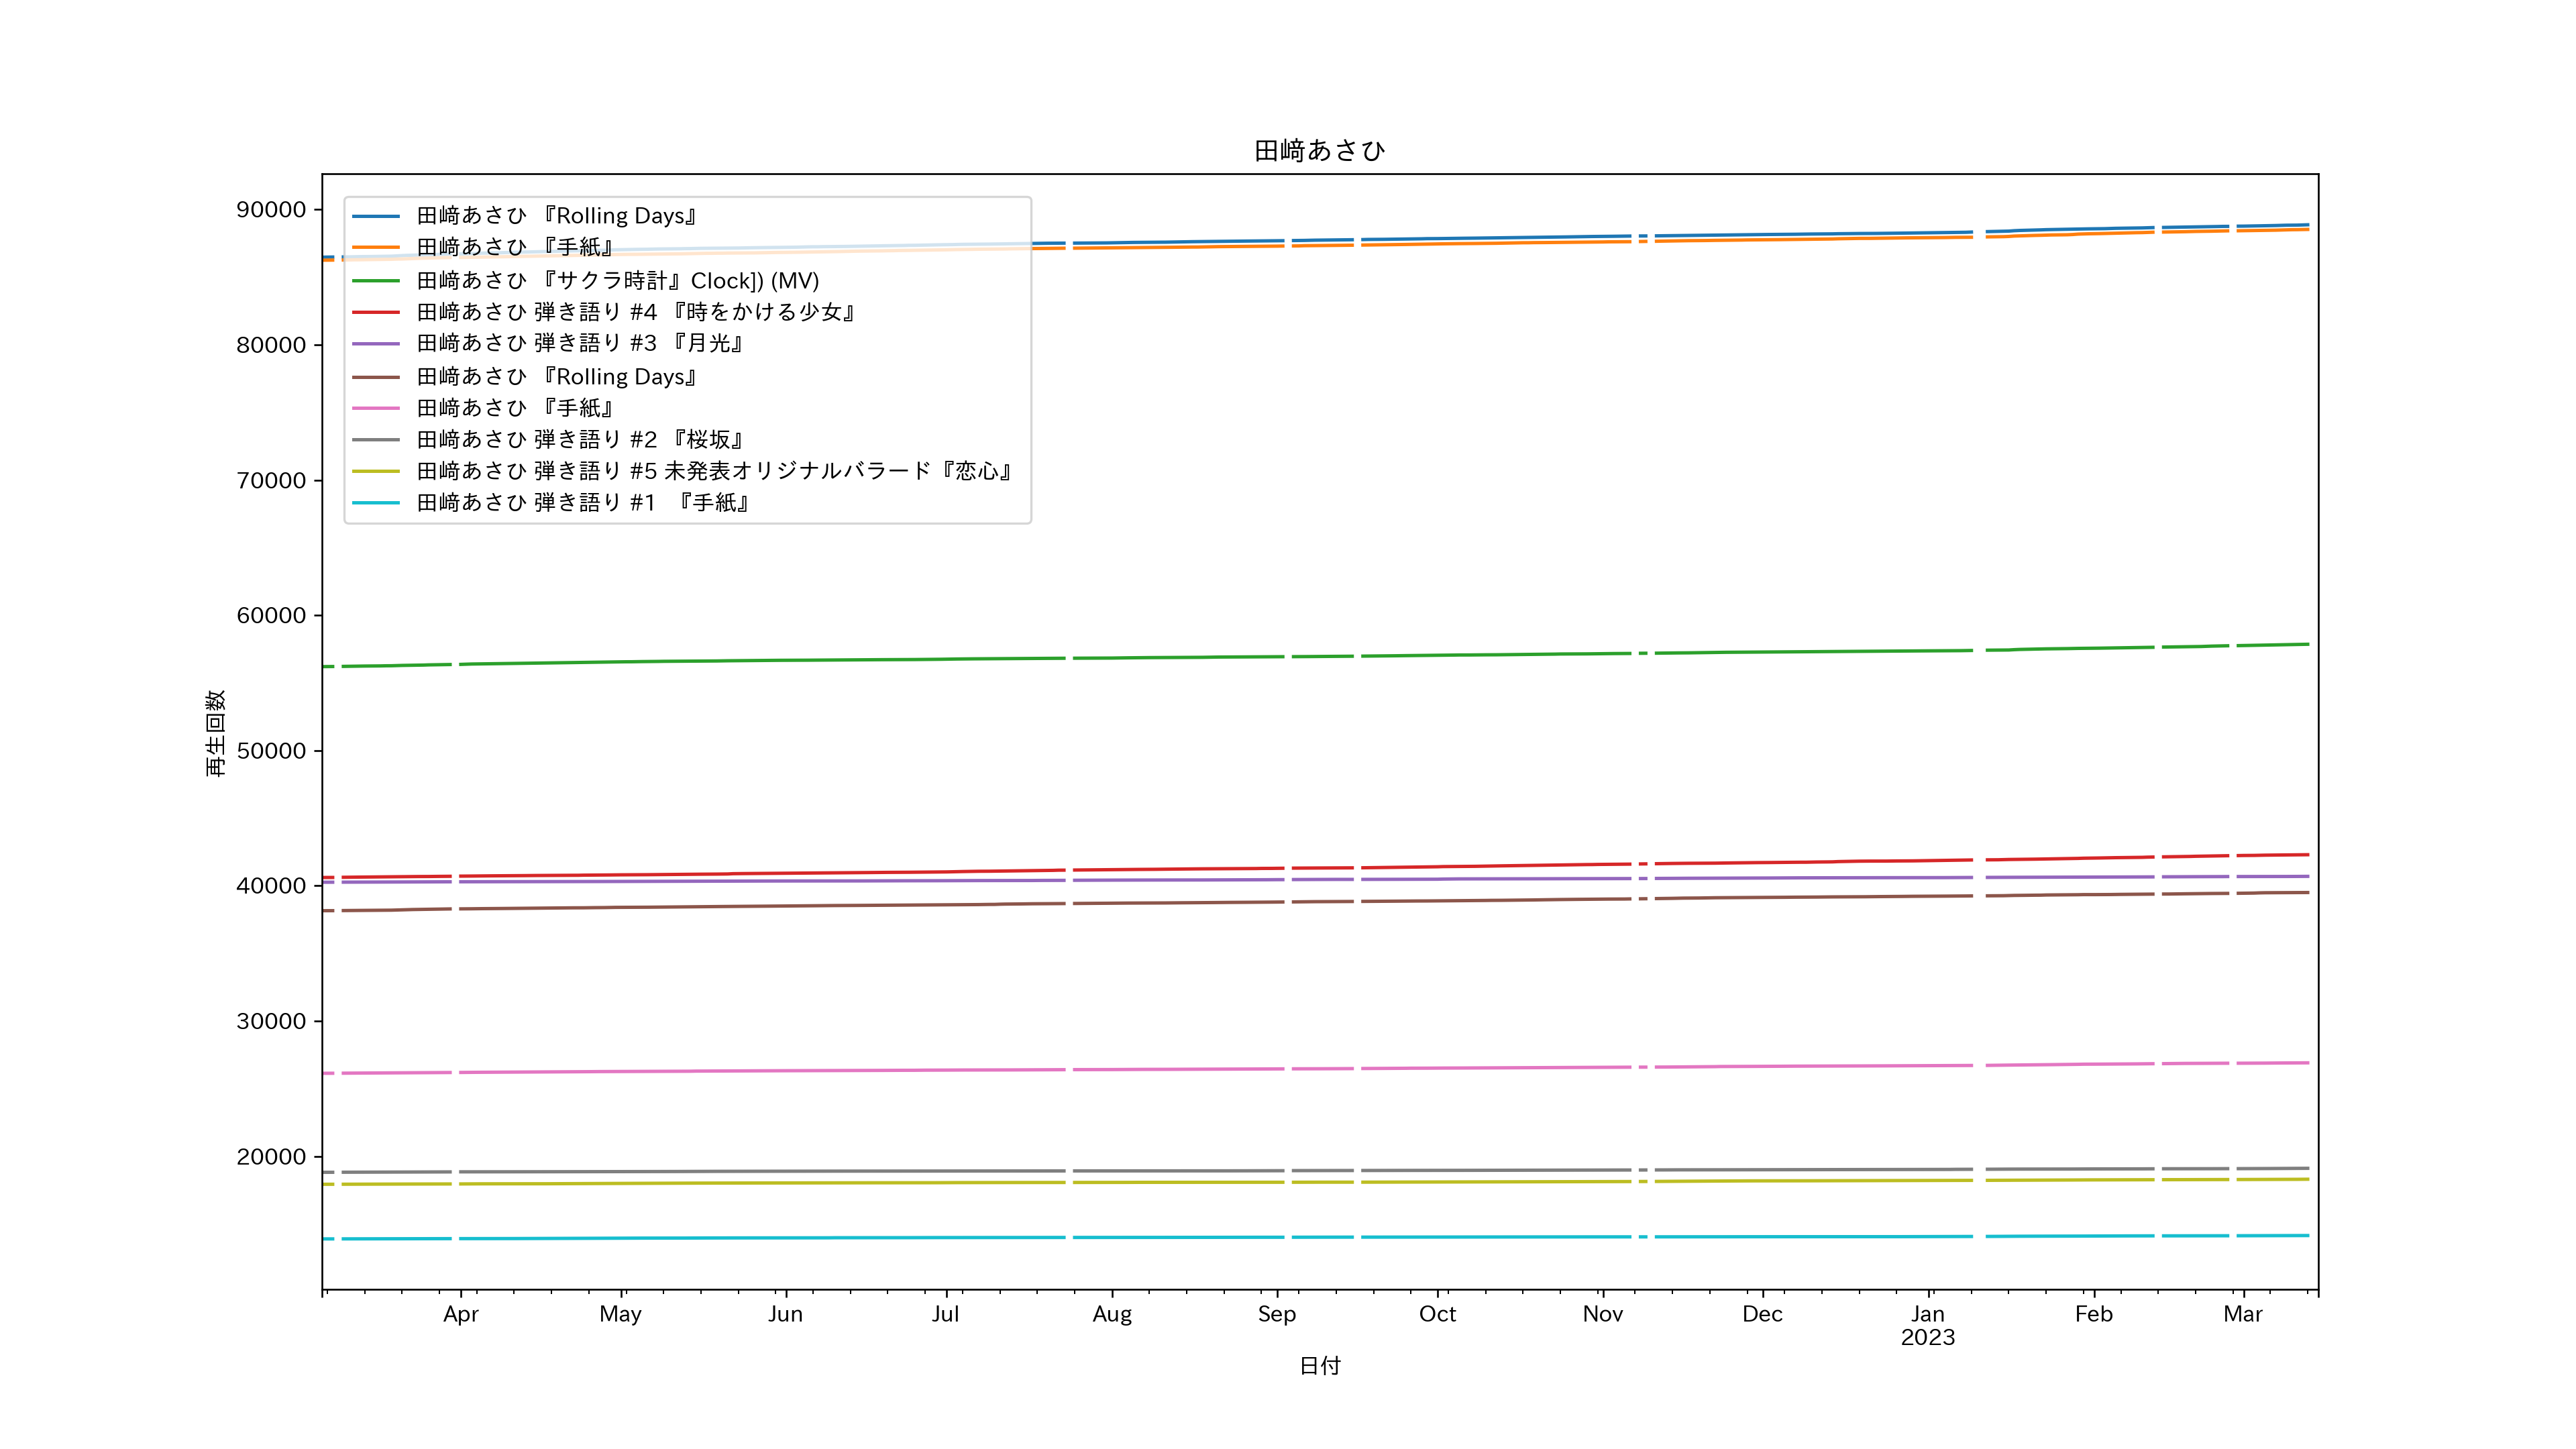 田﨑あさひ
90000
80000
70000
60000
50000
40000
30000
20000
再生回数
田﨑あさひ 『Rolling Days』
田﨑あさひ 『手紙』
田﨑あさひ 『サクラ時計』Clock]) (MV)
田﨑あさひ 弾き語り #4 『時をかける少女』
田﨑あさひ 弾き語り #3 『月光』
田﨑あさひ 『Rolling Days』
田﨑あさひ 『手紙』
田﨑あさひ 弾き語り #2 『桜坂』
田﨑あさひ 弾き語り #5 未発表オリジナルバラード『恋心』
田﨑あさひ 弾き語り #1 『手紙』
Apr May Jun Jul Aug Sep Oct Nov Dec Jan Feb Mar
2023
日付